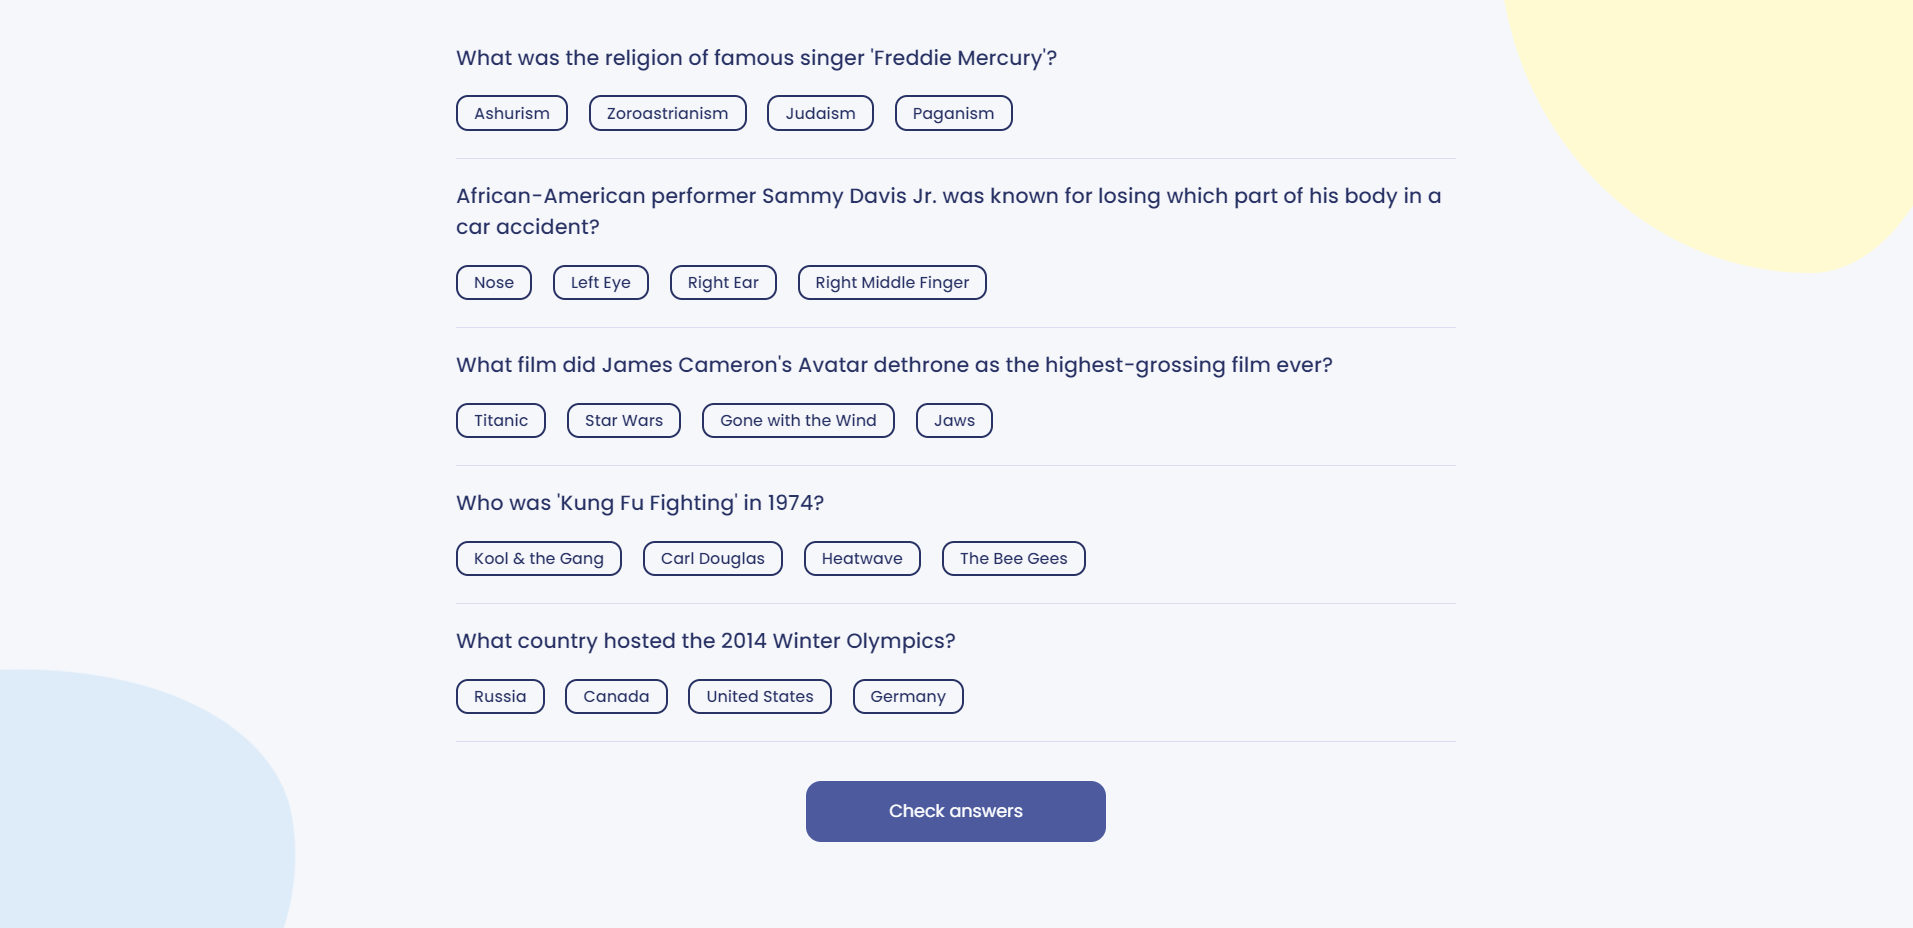 What was the religion of famous singer 'Freddie Mercury'?
Ashurism Zoroastrianism Judaism Paganism
African-American performer Sammy Davis Jr. was known for losing which part of his body in a
car accident?
Nose Left Eye Right Ear Right Middle Finger
What film did James Cameron's Avatar dethrone as the highest-grossing film ever?
Titanic Star Wars Gone with the Wind Jaws
Who was 'Kung Fu Fighting' in 1974?
Kool & the Gang Carl Douglas Heatwave The Bee Gees
What country hosted the 2014 Winter Olympics?
Russia Canada United States Germany
Check answers